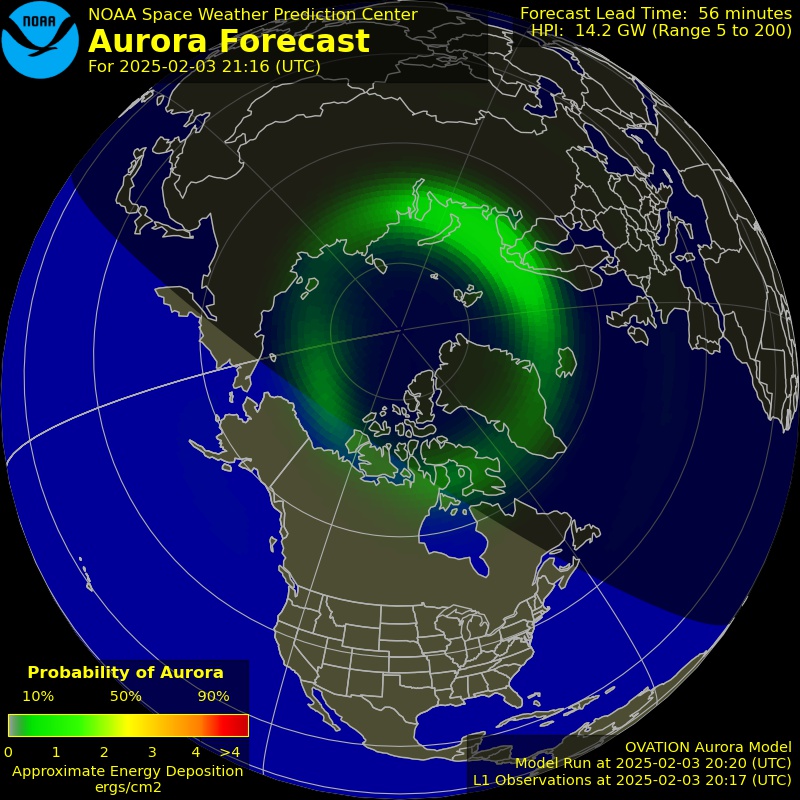 NOAA
NOAA Space Weather Prediction Center
Aurora Forecast
For 2025-02-03 21:16 (UTC)
Forecast Lead Time:  56 minutes
HPI:  14.2 GW (Range 5 to 200)
Probability of Aurora
10% 50% 90%
0 1 2 3 4 >4
Approximate Energy Deposition
ergs/cm2
OVATION Aurora Model
Model Run at 2025-02-03 20:20 (UTC)
L1 Observations at 2025-02-03 20:17 (UTC)